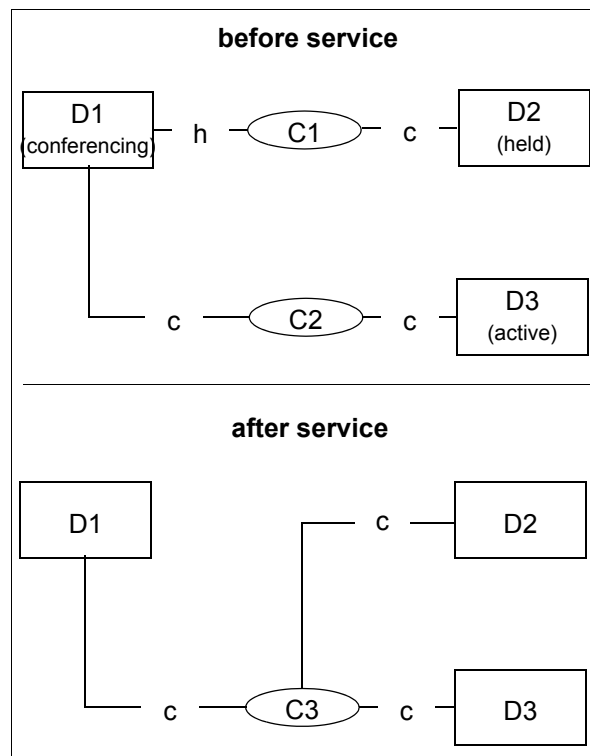 before service
D1
(conferencing)
h
C1
c
D2
(held)
c
C2
c
D3
(active)
after service
D1
c
D2
c
C3
c
D3